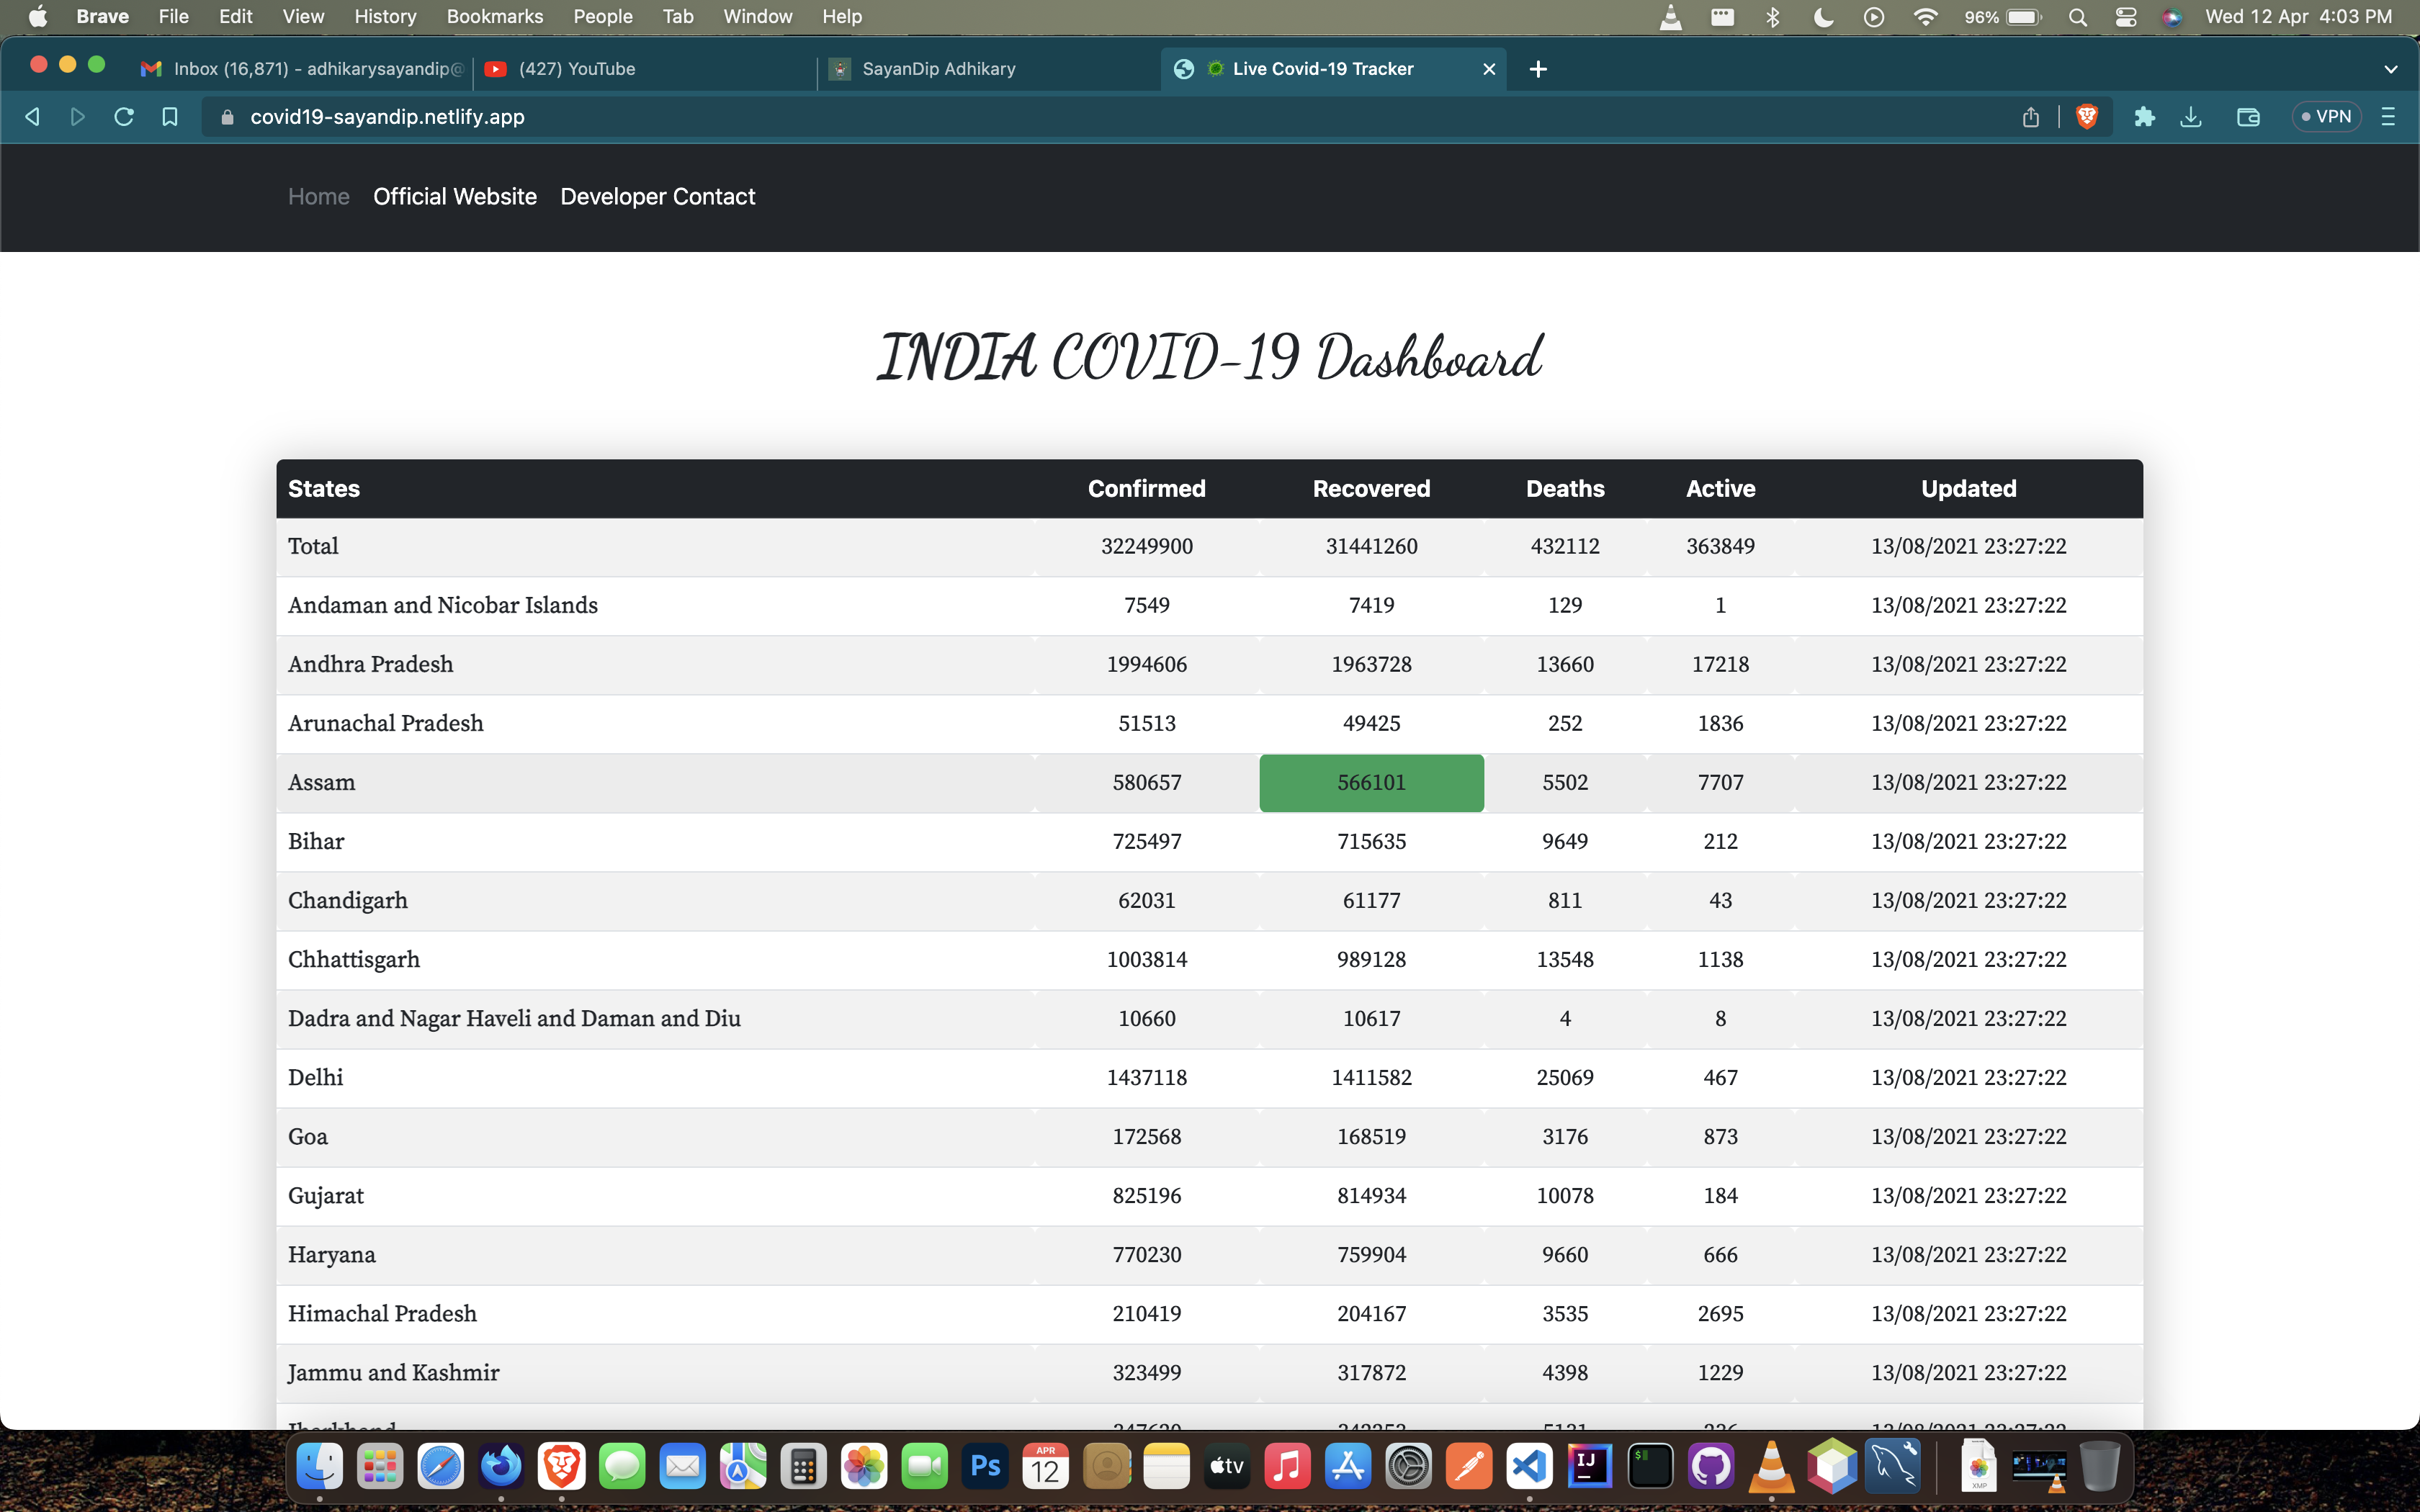 Brave File Edit View History Bookmarks People Tab Window Help 96% Wed 12 Apr 4:03 PM
Inbox (16,871) - adhikarysayandip@ (427) YouTube SayanDip Adhikary Live Covid-19 Tracker
covid19-sayandip.netlify.app VPN
Home Official Website Developer Contact
INDIA COVID-19 Dashboard
States Confirmed Recovered Deaths Active Updated
Total 32249900 31441260 432112 363849 13/08/2021 23:27:22
Andaman and Nicobar Islands 7549 7419 129 1 13/08/2021 23:27:22
Andhra Pradesh 1994606 1963728 13660 17218 13/08/2021 23:27:22
Arunachal Pradesh 51513 49425 252 1836 13/08/2021 23:27:22
Assam 580657 566101 5502 7707 13/08/2021 23:27:22
Bihar 725497 715635 9649 212 13/08/2021 23:27:22
Chandigarh 62031 61177 811 43 13/08/2021 23:27:22
Chhattisgarh 1003814 989128 13548 1138 13/08/2021 23:27:22
Dadra and Nagar Haveli and Daman and Diu 10660 10617 4 8 13/08/2021 23:27:22
Delhi 1437118 1411582 25069 467 13/08/2021 23:27:22
Goa 172568 168519 3176 873 13/08/2021 23:27:22
Gujarat 825196 814934 10078 184 13/08/2021 23:27:22
Haryana 770230 759904 9660 666 13/08/2021 23:27:22
Himachal Pradesh 210419 204167 3535 2695 13/08/2021 23:27:22
Jammu and Kashmir 323499 317872 4398 1229 13/08/2021 23:27:22
Ps APR 12 tv IJ XMP